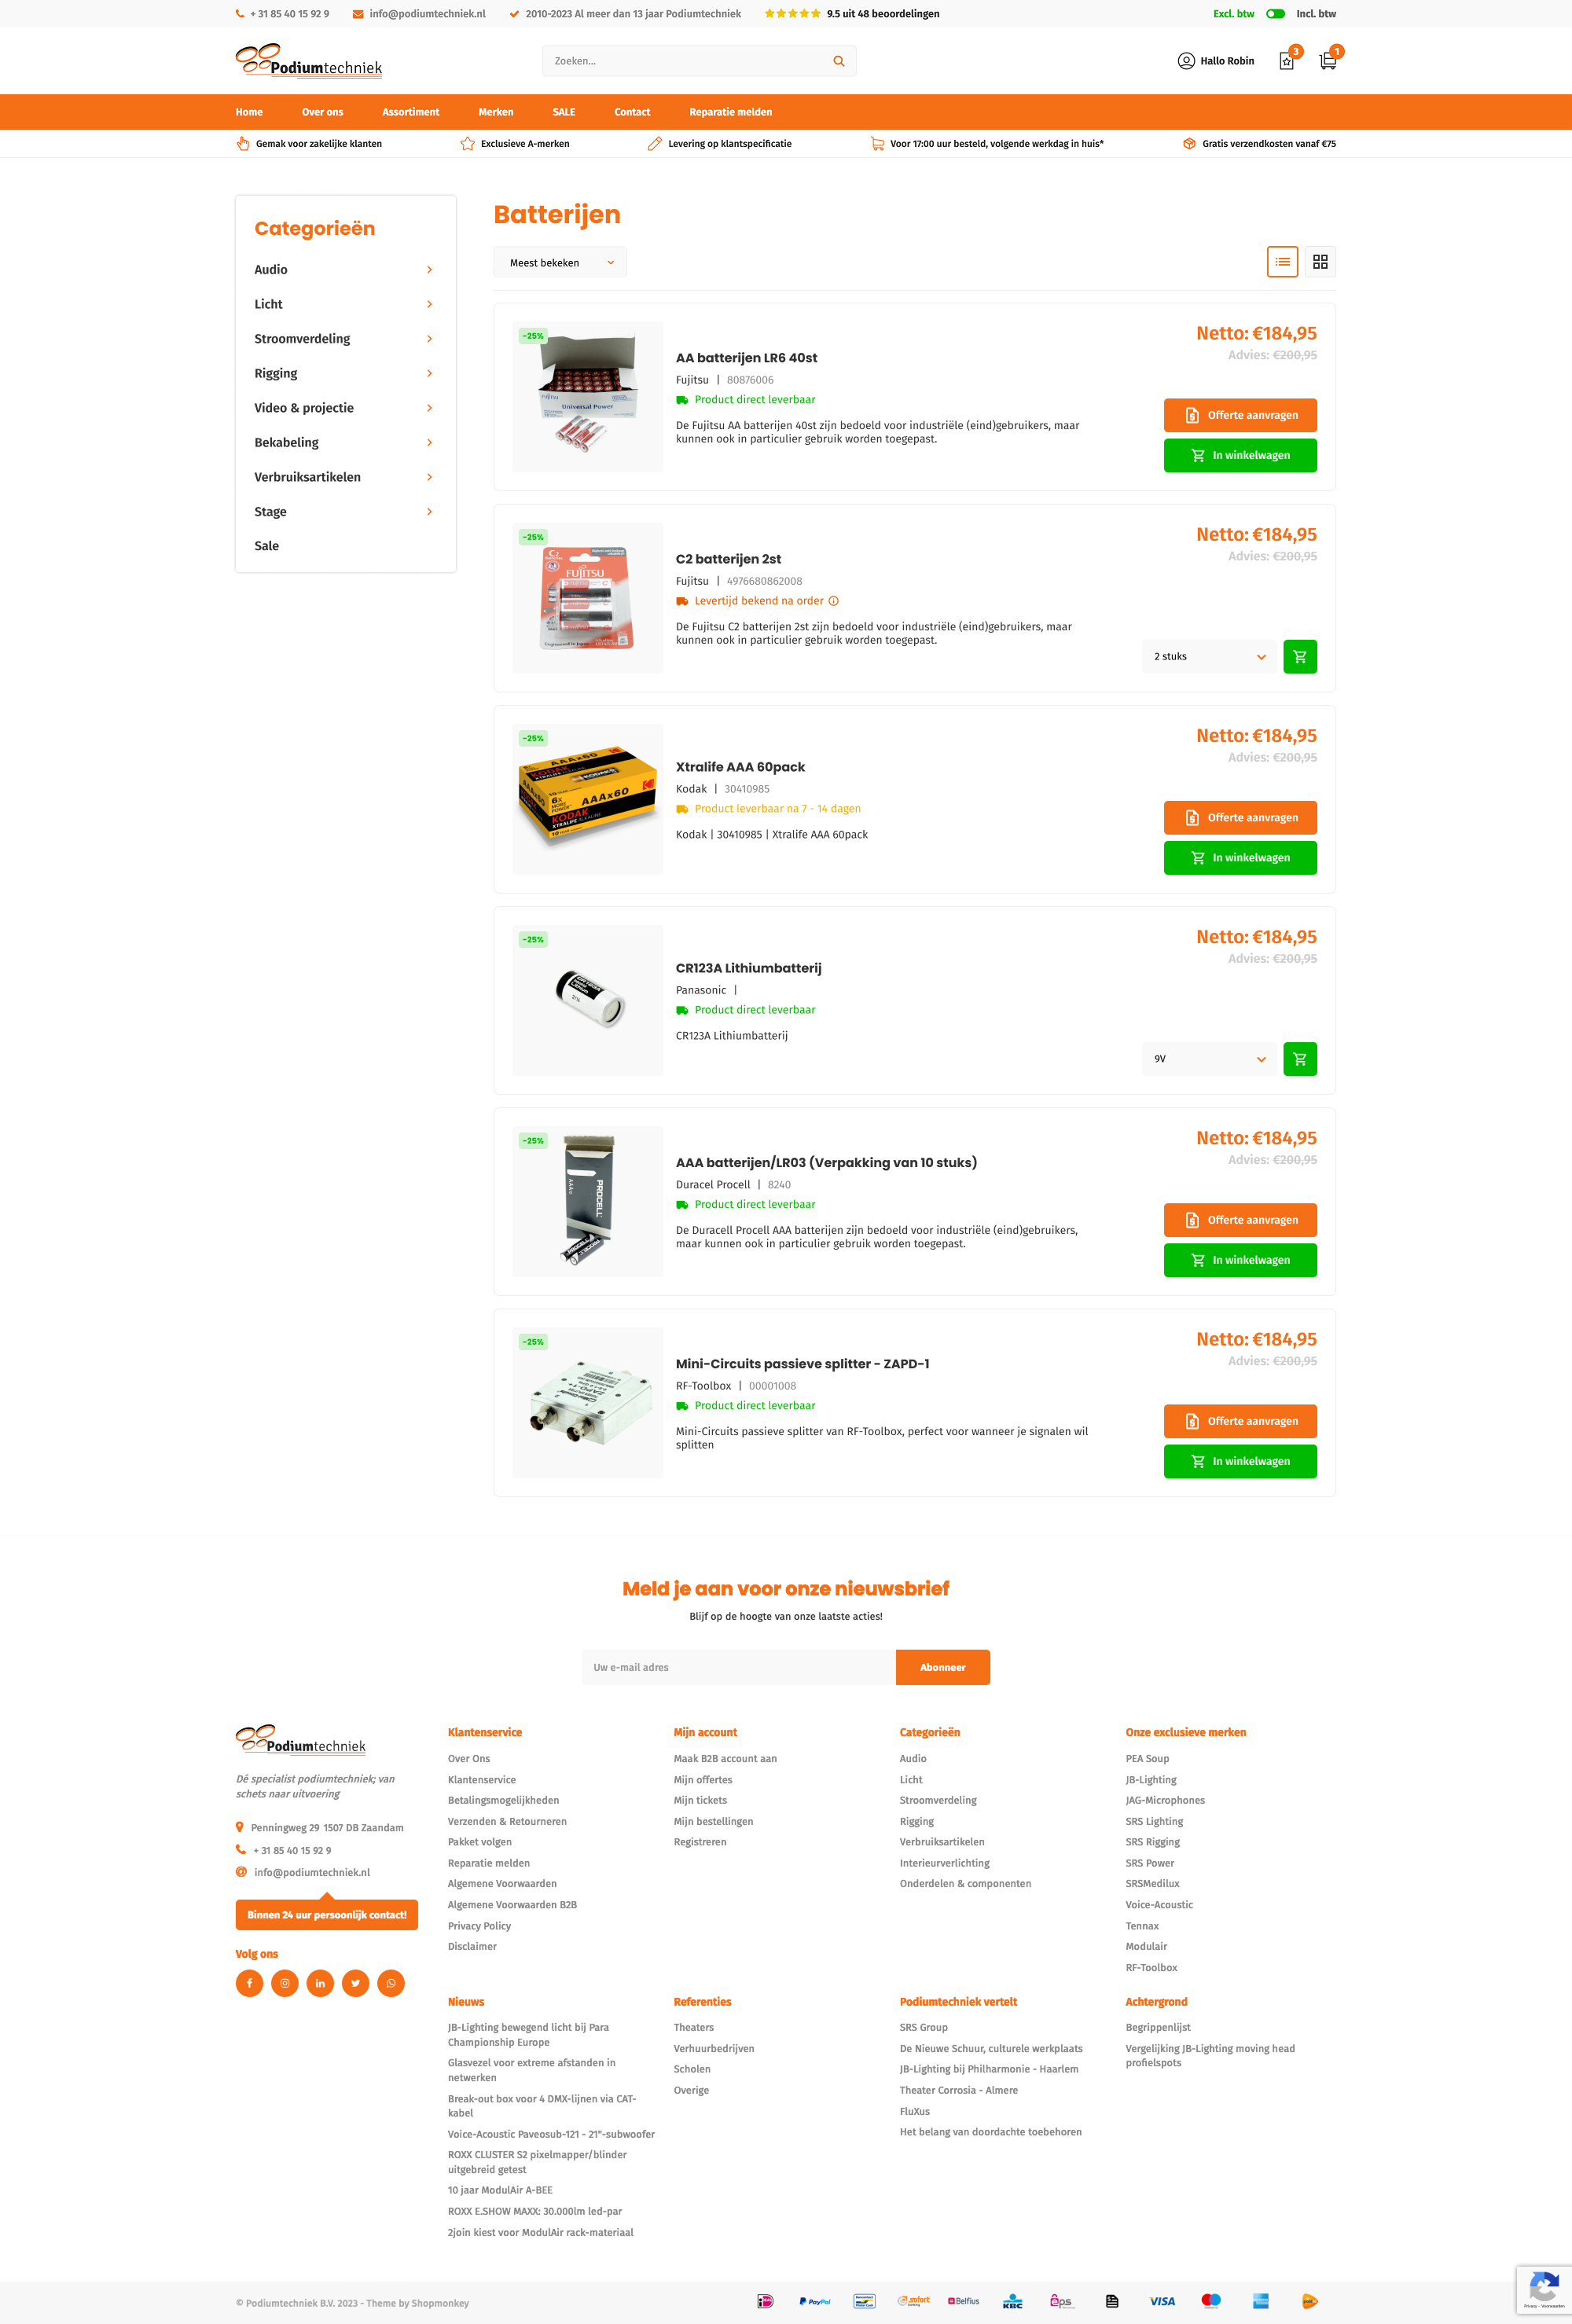 + 31 85 40 15 92 9
info@podiumtechniek.nl
2010-2023 Al meer dan 13 jaar Podiumtechniek
9.5 uit 48 beoordelingen
Excl. btw
Incl. btw
Podiumtechniek
Zoeken...
Hallo Robin
3
1
Home
Over ons
Assortiment
Merken
SALE
Contact
Reparatie melden
Gemak voor zakelijke klanten
Exclusieve A-merken
Levering op klantspecificatie
Voor 17:00 uur besteld, volgende werkdag in huis*
Gratis verzendkosten vanaf €75
Categorieën
Audio
Licht
Stroomverdeling
Rigging
Video & projectie
Bekabeling
Verbruiksartikelen
Stage
Sale
Batterijen
Meest bekeken
-25%
AA batterijen LR6 40st
Fujitsu | 80876006
Product direct leverbaar
De Fujitsu AA batterijen 40st zijn bedoeld voor industriële (eind)gebruikers, maar
kunnen ook in particulier gebruik worden toegepast.
Netto: €184,95
Advies: €200,95
Offerte aanvragen
In winkelwagen
-25%
C2 batterijen 2st
Fujitsu | 4976680862008
Levertijd bekend na order
De Fujitsu C2 batterijen 2st zijn bedoeld voor industriële (eind)gebruikers, maar
kunnen ook in particulier gebruik worden toegepast.
Netto: €184,95
Advies: €200,95
2 stuks
-25%
Xtralife AAA 60pack
Kodak | 30410985
Product leverbaar na 7 - 14 dagen
Kodak | 30410985 | Xtralife AAA 60pack
Netto: €184,95
Advies: €200,95
Offerte aanvragen
In winkelwagen
-25%
CR123A Lithiumbatterij
Panasonic |
Product direct leverbaar
CR123A Lithiumbatterij
Netto: €184,95
Advies: €200,95
9V
-25%
AAA batterijen/LR03 (Verpakking van 10 stuks)
Duracel Procell | 8240
Product direct leverbaar
De Duracell Procell AAA batterijen zijn bedoeld voor industriële (eind)gebruikers,
maar kunnen ook in particulier gebruik worden toegepast.
Netto: €184,95
Advies: €200,95
Offerte aanvragen
In winkelwagen
-25%
Mini-Circuits passieve splitter - ZAPD-1
RF-Toolbox | 00001008
Product direct leverbaar
Mini-Circuits passieve splitter van RF-Toolbox, perfect voor wanneer je signalen wil
splitten
Netto: €184,95
Advies: €200,95
Offerte aanvragen
In winkelwagen
Meld je aan voor onze nieuwsbrief
Blijf op de hoogte van onze laatste acties!
Uw e-mail adres
Abonneer
Podiumtechniek
Dé specialist podiumtechniek; van
schets naar uitvoering
Penningweg 29 1507 DB Zaandam
+ 31 85 40 15 92 9
info@podiumtechniek.nl
Binnen 24 uur persoonlijk contact!
Volg ons
Klantenservice
Over Ons
Klantenservice
Betalingsmogelijkheden
Verzenden & Retourneren
Pakket volgen
Reparatie melden
Algemene Voorwaarden
Algemene Voorwaarden B2B
Privacy Policy
Disclaimer
Mijn account
Maak B2B account aan
Mijn offertes
Mijn tickets
Mijn bestellingen
Registreren
Categorieën
Audio
Licht
Stroomverdeling
Rigging
Verbruiksartikelen
Interieurverlichting
Onderdelen & componenten
Onze exclusieve merken
PEA Soup
JB-Lighting
JAG-Microphones
SRS Lighting
SRS Rigging
SRS Power
SRSMedilux
Voice-Acoustic
Tennax
Modulair
RF-Toolbox
Nieuws
JB-Lighting bewegend licht bij Para
Championship Europe
Glasvezel voor extreme afstanden in
netwerken
Break-out box voor 4 DMX-lijnen via CAT-
kabel
Voice-Acoustic Paveosub-121 - 21"-subwoofer
ROXX CLUSTER S2 pixelmapper/blinder
uitgebreid getest
10 jaar ModulAir A-BEE
ROXX E.SHOW MAXX: 30.000lm led-par
2join kiest voor ModulAir rack-materiaal
Referenties
Theaters
Verhuurbedrijven
Scholen
Overige
Podiumtechniek vertelt
SRS Group
De Nieuwe Schuur, culturele werkplaats
JB-Lighting bij Philharmonie - Haarlem
Theater Corrosia - Almere
FluXus
Het belang van doordachte toebehoren
Achtergrond
Begrippenlijst
Vergelijking JB-Lighting moving head
profielspots
© Podiumtechniek B.V. 2023 - Theme by Shopmonkey
PayPal
sofort
Belfius
KBC
eps
VISA